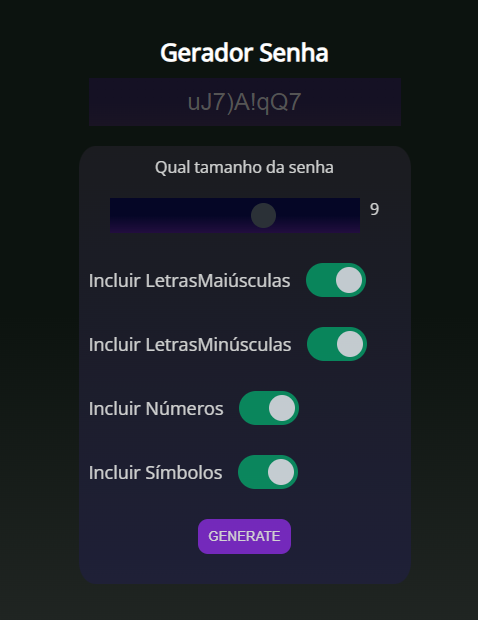 Gerador Senha
uJ7)A!qQ7
Qual tamanho da senha
9
Incluir LetrasMaiúsculas
Incluir LetrasMinúsculas
Incluir Números
Incluir Símbolos
GENERATE